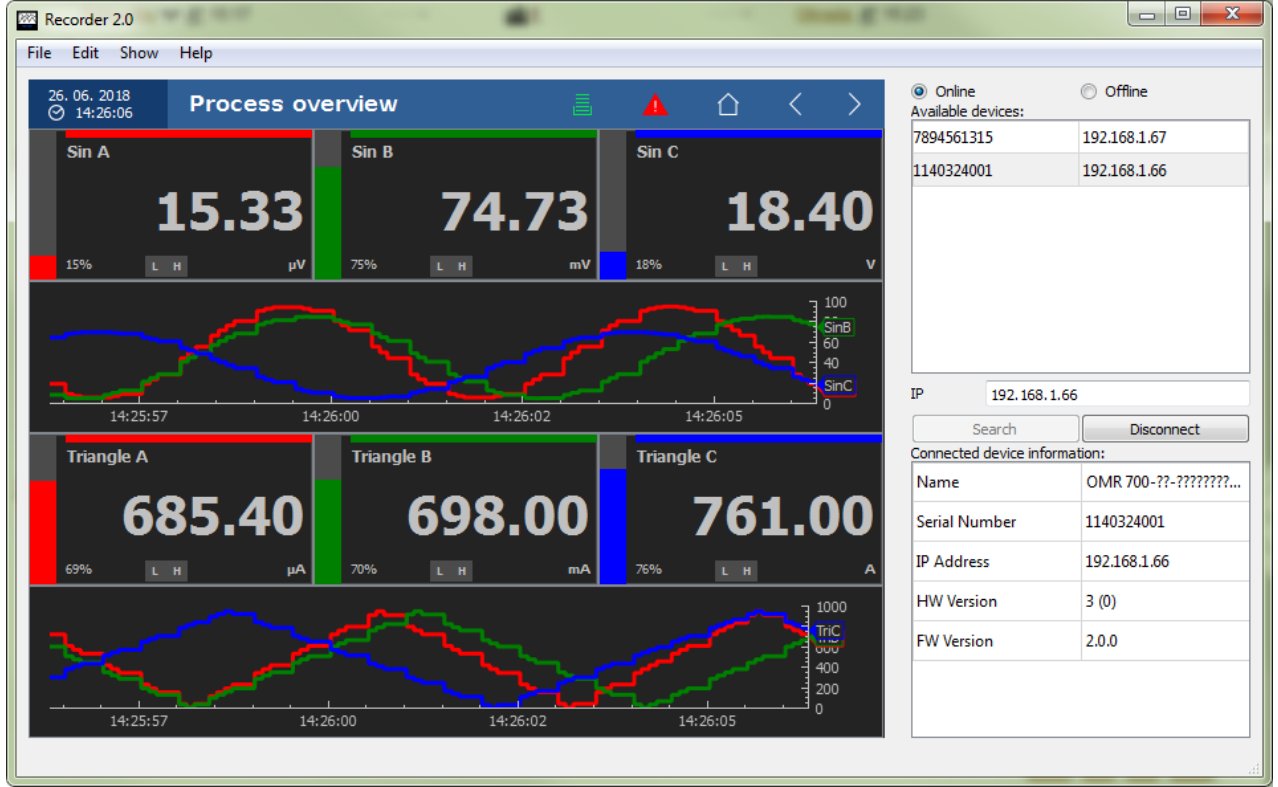 Recorder 2.0
File Edit Show Help
26. 06. 2018
14:26:06
Process overview
Sin A
15.33
15% L H µV
Sin B
74.73
75% L H mV
Sin C
18.40
18% L H V
100
SinB
60
40
SinC
0
14:25:57 14:26:00 14:26:02 14:26:05
Triangle A
685.40
69% L H µA
Triangle B
698.00
70% L H mA
Triangle C
761.00
76% L H A
1000
TriC
600
400
200
0
14:25:57 14:26:00 14:26:02 14:26:05
Online Offline
Available devices:
7894561315 192.168.1.67
1140324001 192.168.1.66
IP 192.168.1.66
Search Disconnect
Connected device information:
Name OMR 700-??-????????...
Serial Number 1140324001
IP Address 192.168.1.66
HW Version 3 (0)
FW Version 2.0.0